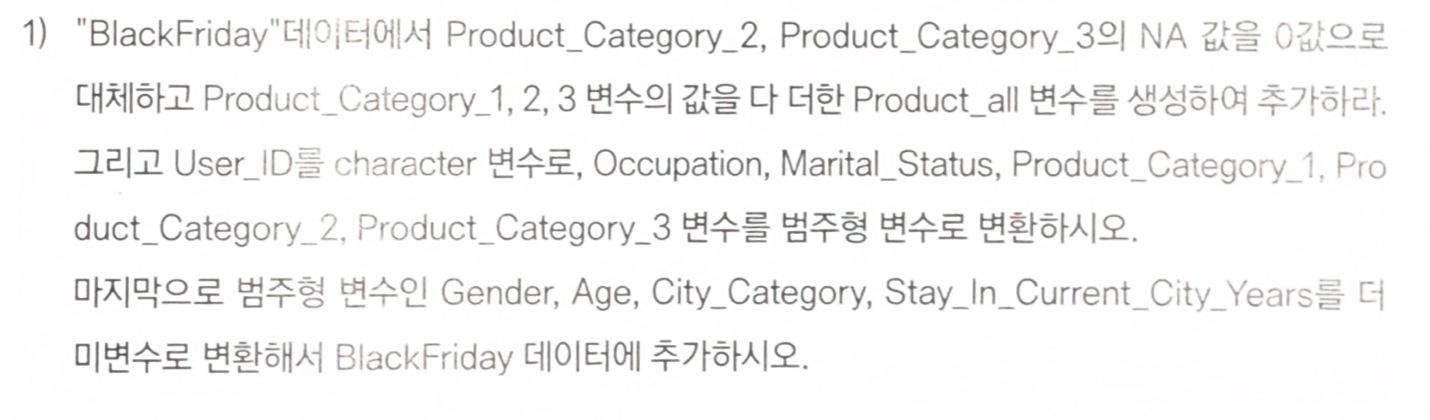 1) "BlackFriday"데이터에서 Product_Category_2, Product_Category_3의 NA 값을 0값으로
대체하고 Product_Category_1, 2, 3 변수의 값을 다 더한 Product_all 변수를 생성하여 추가하라.
그리고 User_ID를 character 변수로, Occupation, Marital_Status, Product_Category_1, Pro
duct_Category_2, Product_Category_3 변수를 범주형 변수로 변환하시오.
마지막으로 범주형 변수인 Gender, Age, City_Category, Stay_In_Current_City_Years를 더
미변수로 변환해서 BlackFriday 데이터에 추가하시오.